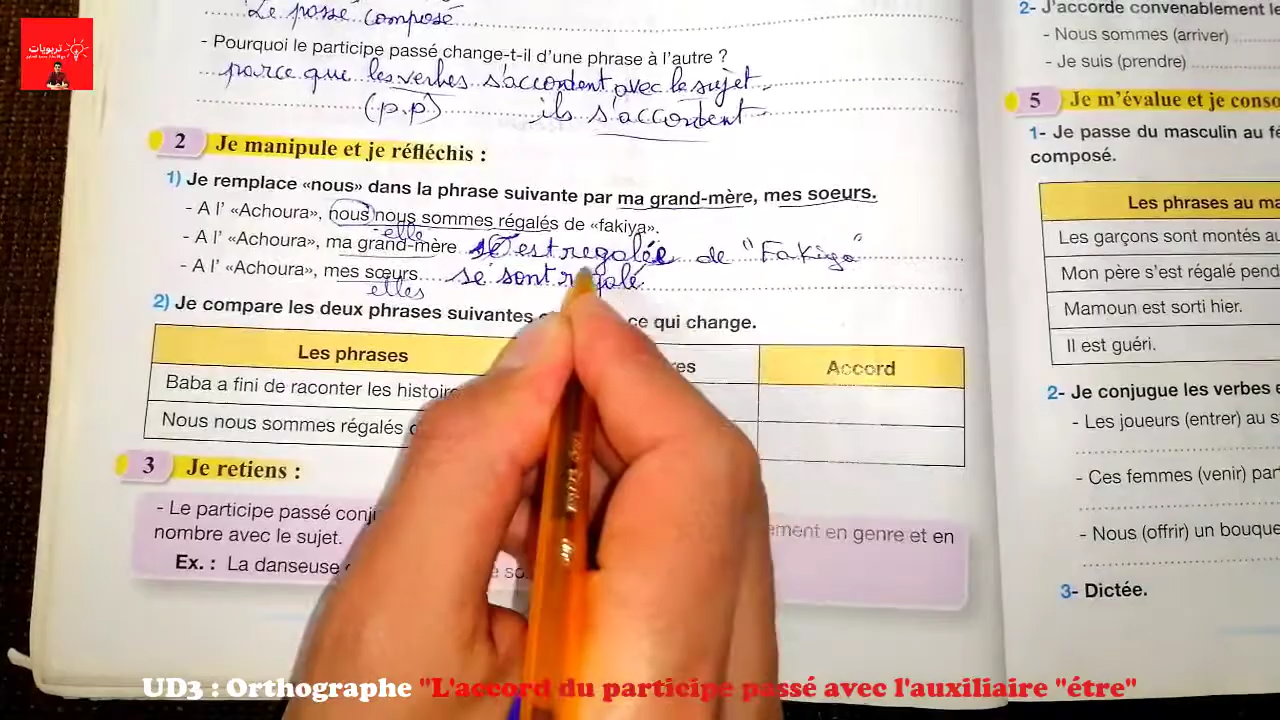 تربويات
Le passé composé
- Pourquoi le participe passé change-t-il d'une phrase à l'autre ?
parce que les verbes s'accordent avec le sujet.
(p.p) ils s'accordent
2 Je manipule et je réfléchis :
1) Je remplace «nous» dans la phrase suivante par ma grand-mère, mes soeurs.
- A l' «Achoura», nous nous sommes régalés de «fakiya».
elle
- A l' «Achoura», ma grand-mère s'est regalée de "Fakiya"
- A l' «Achoura», mes sœurs se sont régalé
elles
2) Je compare les deux phrases suivantes ce qui change.
Les phrases Accord
Baba a fini de raconter les histoire
Nous nous sommes régalés
3 Je retiens :
- Le participe passé conj ement en genre et en
nombre avec le sujet.
Ex. : La danseuse
2- J'accorde convenablement le
- Nous sommes (arriver)
- Je suis (prendre)
5 Je m'évalue et je conso
1- Je passe du masculin au fé
composé.
Les phrases au ma
Les garçons sont montés au
Mon père s'est régalé pend
Mamoun est sorti hier.
Il est guéri.
2- Je conjugue les verbes
- Les joueurs (entrer) au s
- Ces femmes (venir) par
- Nous (offrir) un bouque
3- Dictée.
UD3 : Orthographe "L'accord du participe passé avec l'auxiliaire "étre"